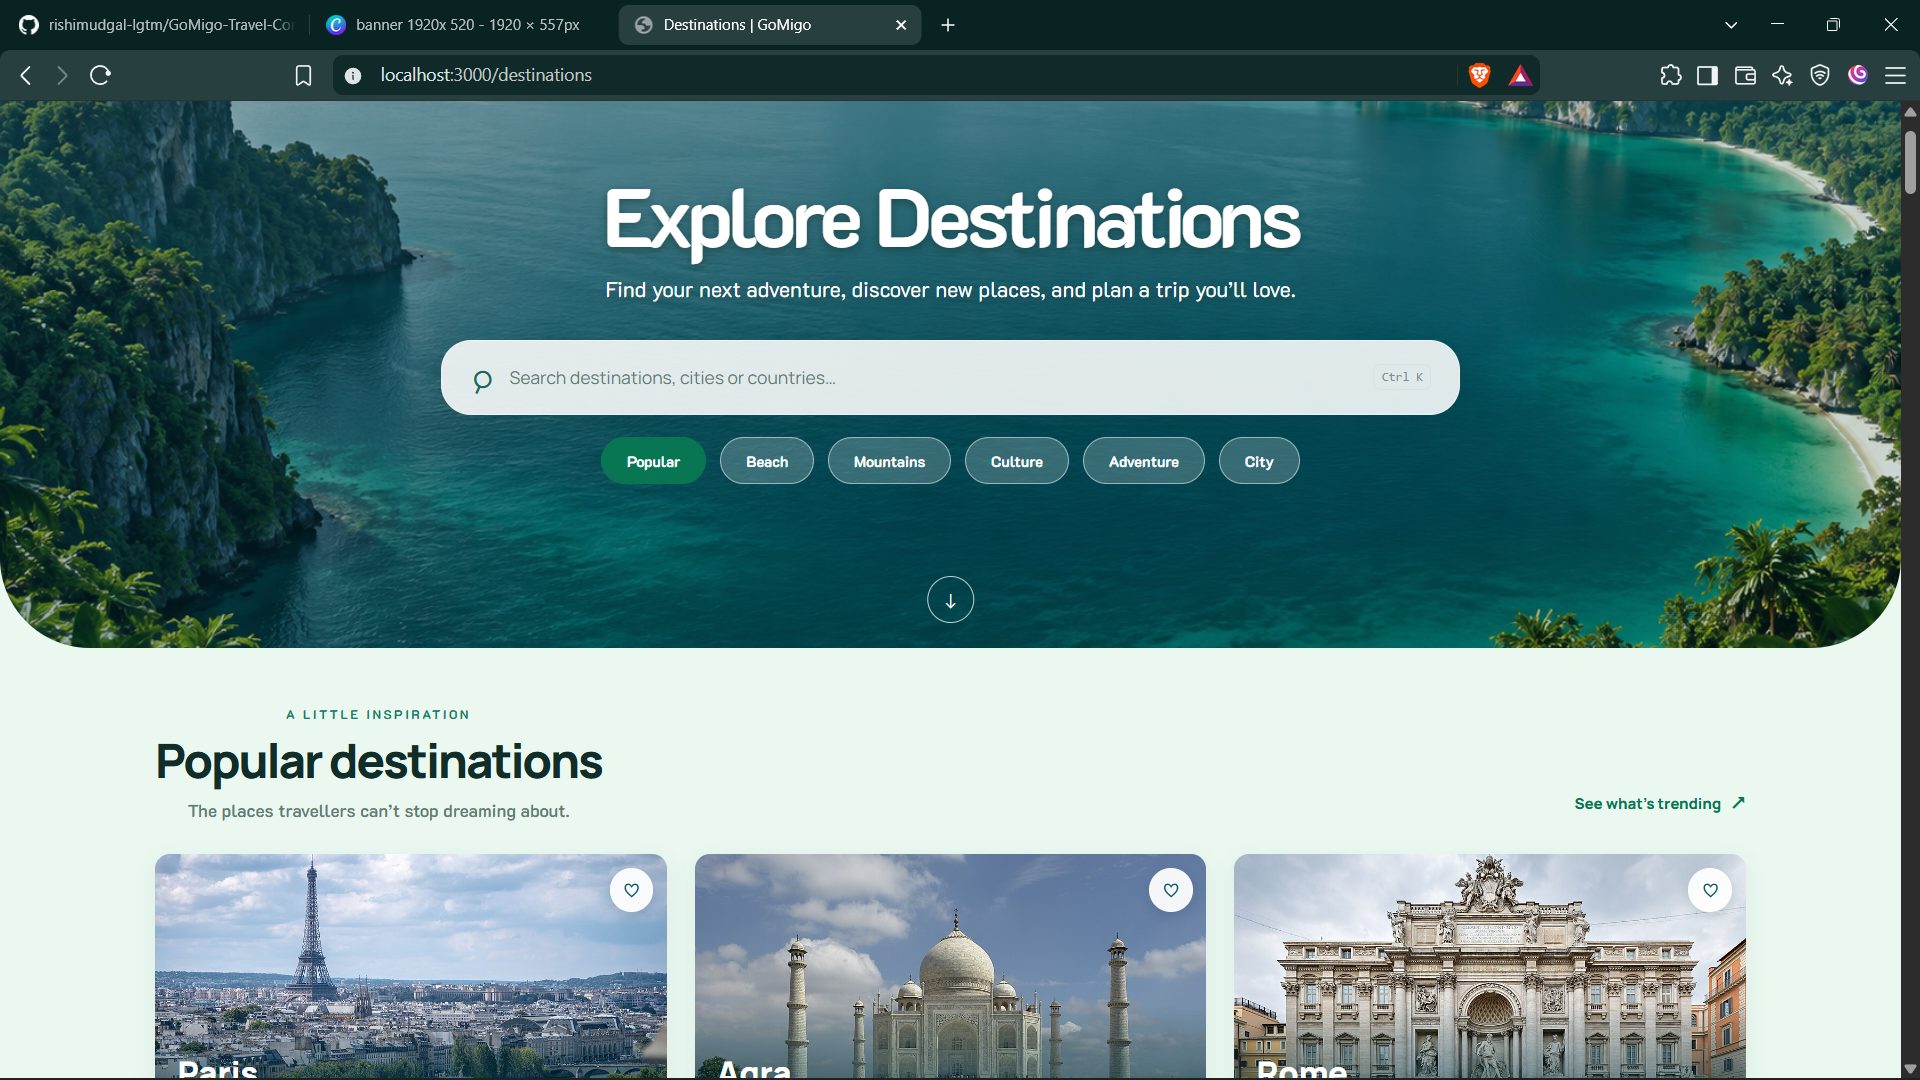 rishimudgal-lgtm/GoMigo-Travel-Co
banner 1920x 520 - 1920 × 557px
Destinations | GoMigo
localhost:3000/destinations
Explore Destinations
Find your next adventure, discover new places, and plan a trip you’ll love.
Search destinations, cities or countries...
Ctrl K
Popular
Beach
Mountains
Culture
Adventure
City
A LITTLE INSPIRATION
Popular destinations
The places travellers can’t stop dreaming about.
See what’s trending ↗
Paris
Agra
Rome